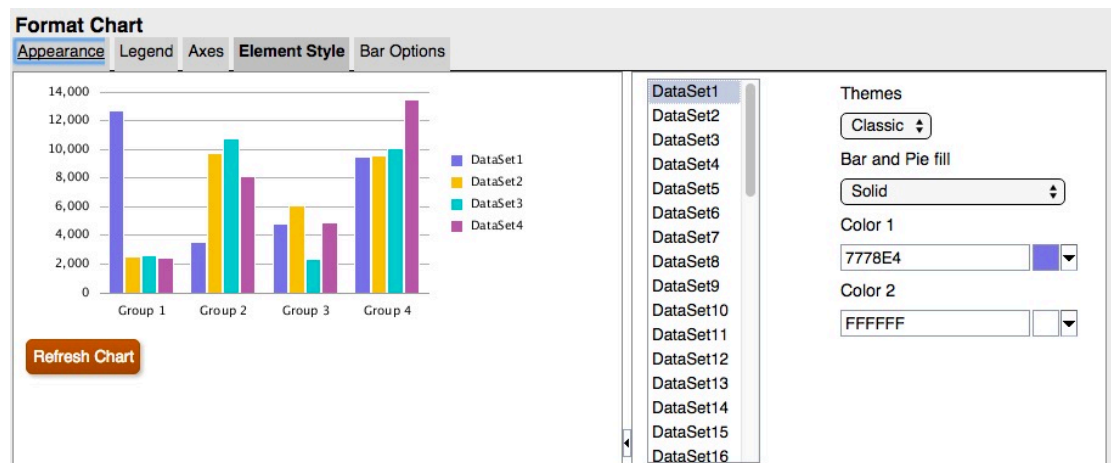 Format Chart
Appearance Legend Axes Element Style Bar Options
14,000
12,000
10,000
8,000
6,000
4,000
2,000
0
Group 1 Group 2 Group 3 Group 4
DataSet1
DataSet2
DataSet3
DataSet4
Refresh Chart
DataSet1
DataSet2
DataSet3
DataSet4
DataSet5
DataSet6
DataSet7
DataSet8
DataSet9
DataSet10
DataSet11
DataSet12
DataSet13
DataSet14
DataSet15
DataSet16
Themes
Classic
Bar and Pie fill
Solid
Color 1
7778E4
Color 2
FFFFFF